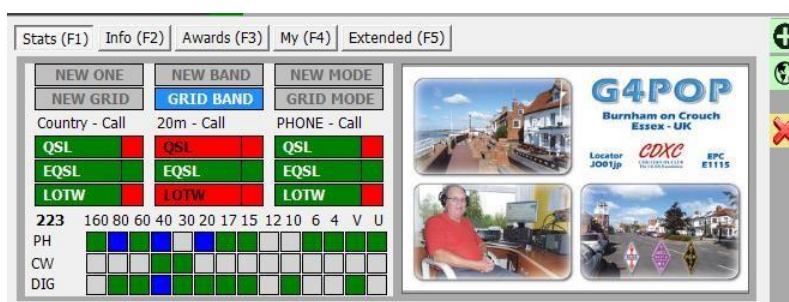 Stats (F1) Info (F2) Awards (F3) My (F4) Extended (F5)
NEW ONE NEW BAND NEW MODE
NEW GRID GRID BAND GRID MODE
Country - Call 20m - Call PHONE - Call
QSL QSL QSL
EQSL EQSL EQSL
LOTW LOTW LOTW
223 160 80 60 40 30 20 17 15 12 10 6 4 V U
PH
CW
DIG
G4POP
Burnham on Crouch
Essex - UK
Locator
JO01jp
CDXC
EPC
E1115